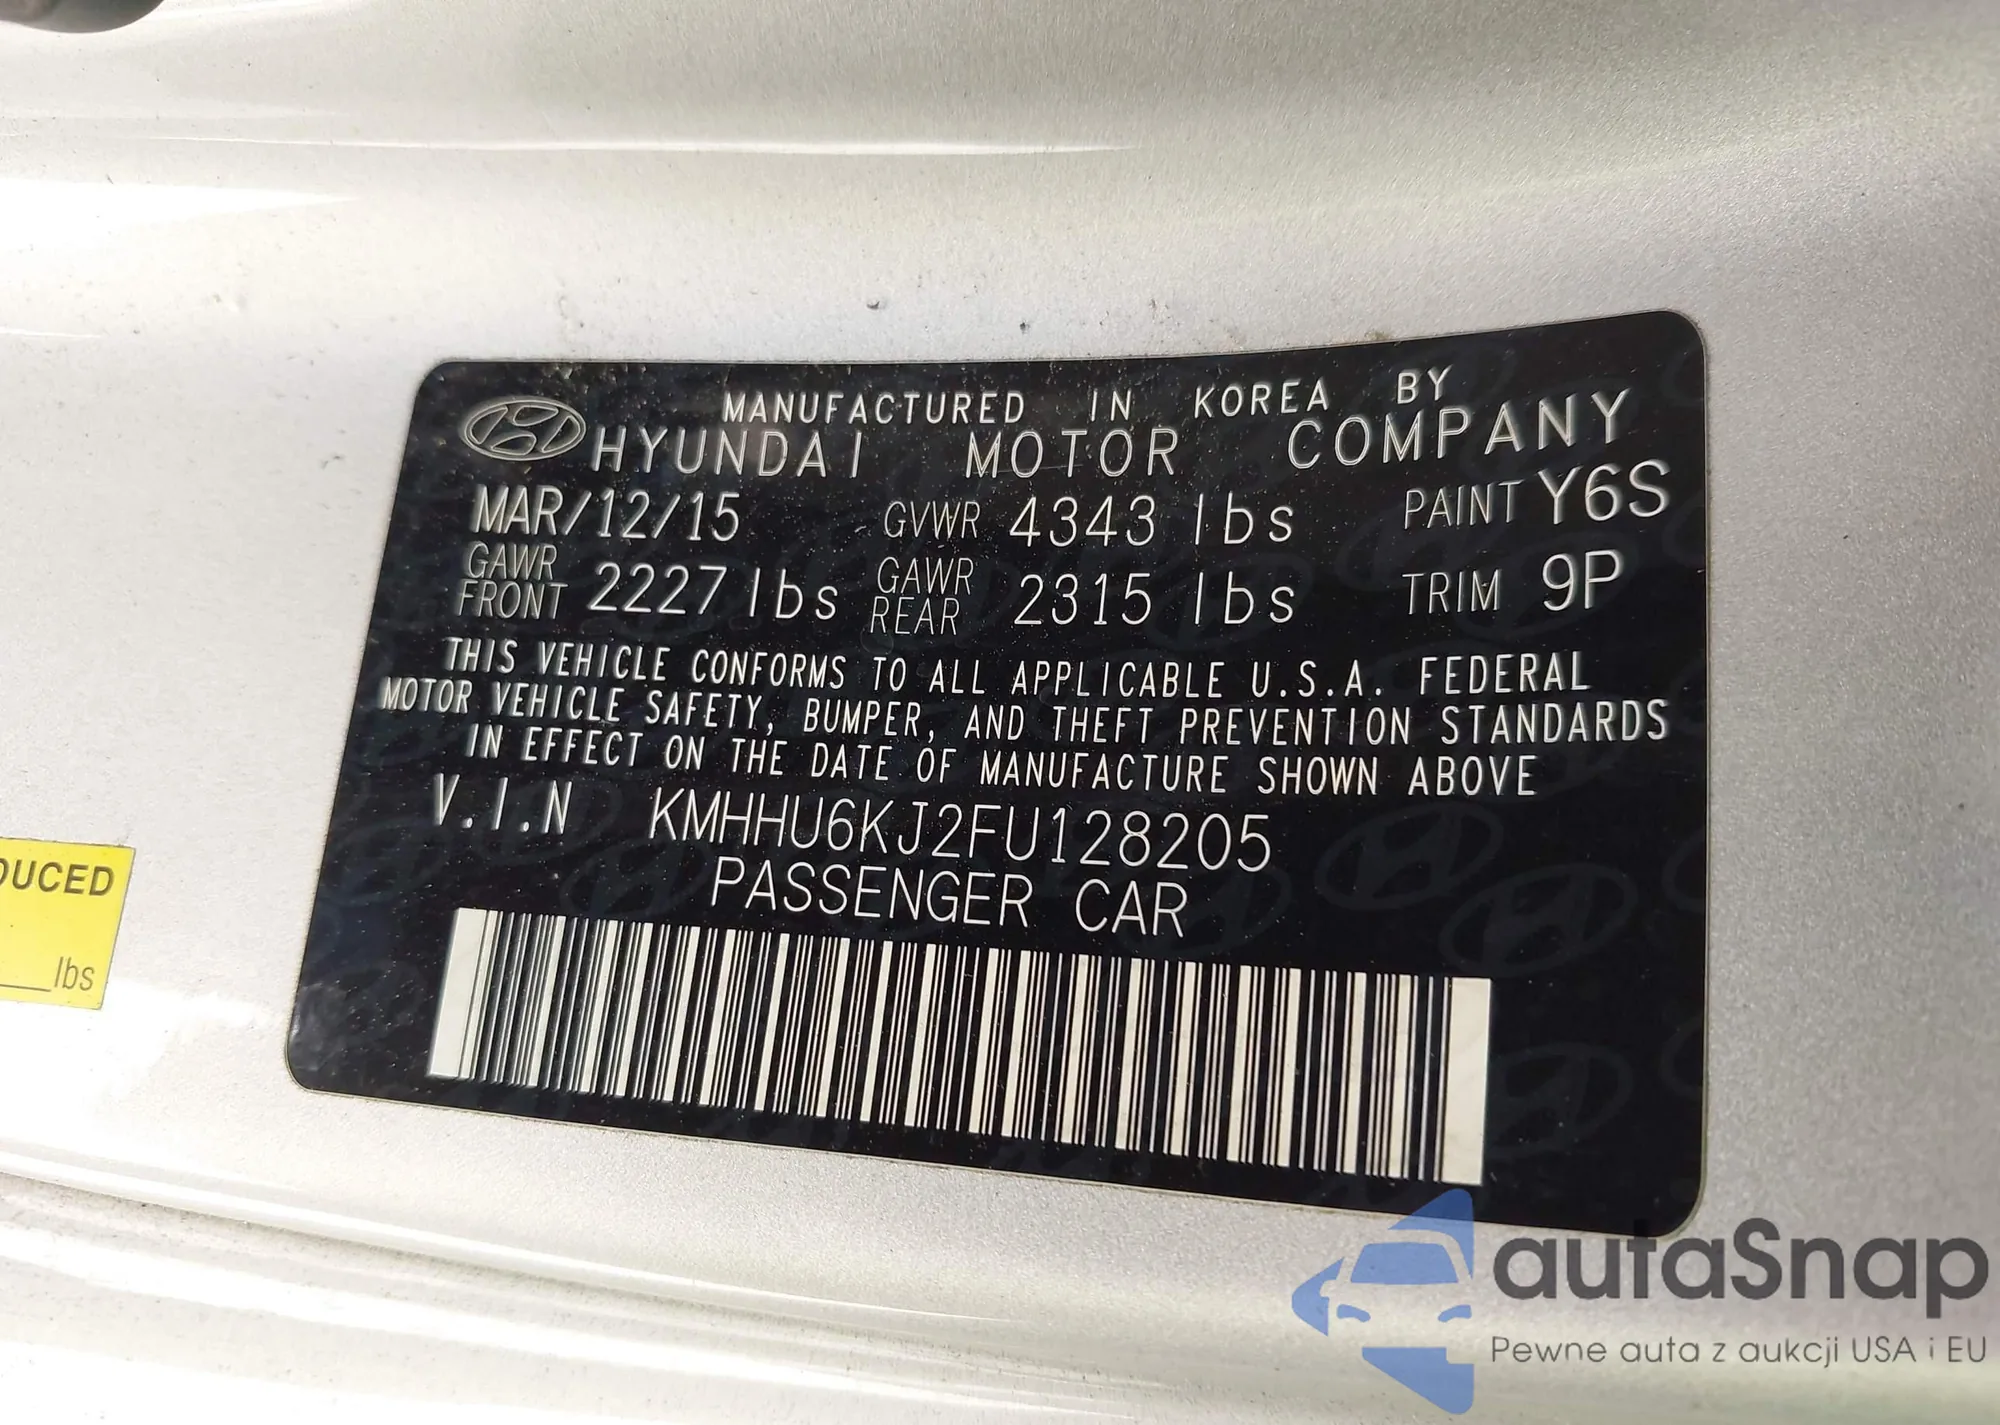 MANUFACTURED IN KOREA BY
HYUNDAI MOTOR COMPANY
MAR/12/15 GVWR 4343 lbs PAINT Y6S
GAWR FRONT 2227 lbs GAWR REAR 2315 lbs TRIM 9P
THIS VEHICLE CONFORMS TO ALL APPLICABLE U.S.A. FEDERAL
MOTOR VEHICLE SAFETY, BUMPER, AND THEFT PREVENTION STANDARDS
IN EFFECT ON THE DATE OF MANUFACTURE SHOWN ABOVE
V.I.N KMHHU6KJ2FU128205
PASSENGER CAR
DUCED
lbs
autaSnap
Pewne auta z aukcji USA i EU